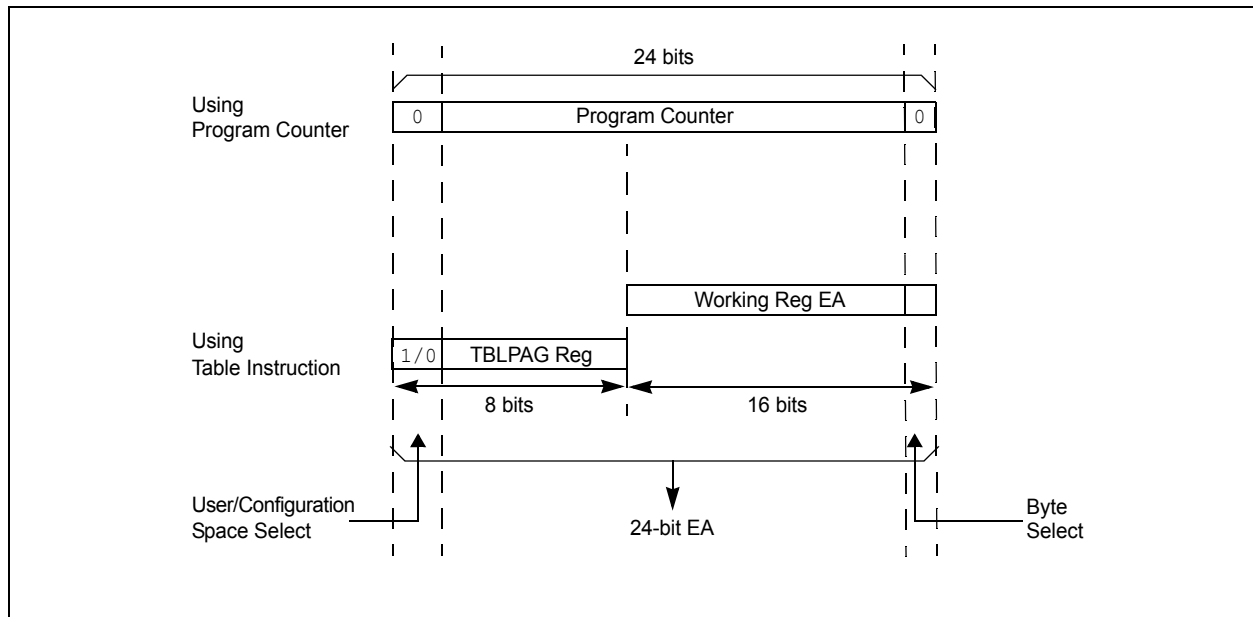 24 bits
Using
Program Counter
0
Program Counter
0
Working Reg EA
Using
Table Instruction
1/0
TBLPAG Reg
8 bits
16 bits
User/Configuration
Space Select
24-bit EA
Byte
Select